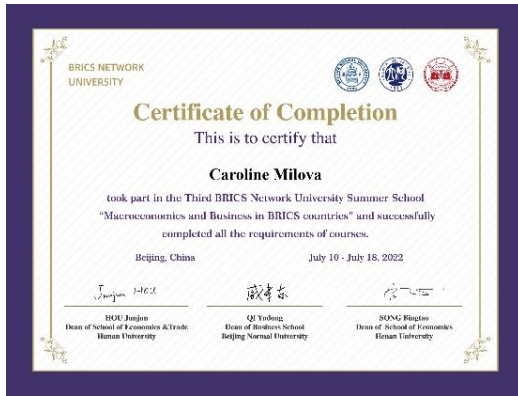 BRICS NETWORK
UNIVERSITY
Certificate of Completion
This is to certify that
Caroline Milova
took part in the Third BRICS Network University Summer School
“Macroeconomics and Business in BRICS countries” and successfully
completed all the requirements of courses.
Beijing, China July 10 - July 18, 2022
Junjun HOU
HOU Junjun QI Yudong SONG Bingtao
Dean of School of Economics &Trade Dean of Business School Dean of School of Economics
Hunan University Beijing Normal University Henan University